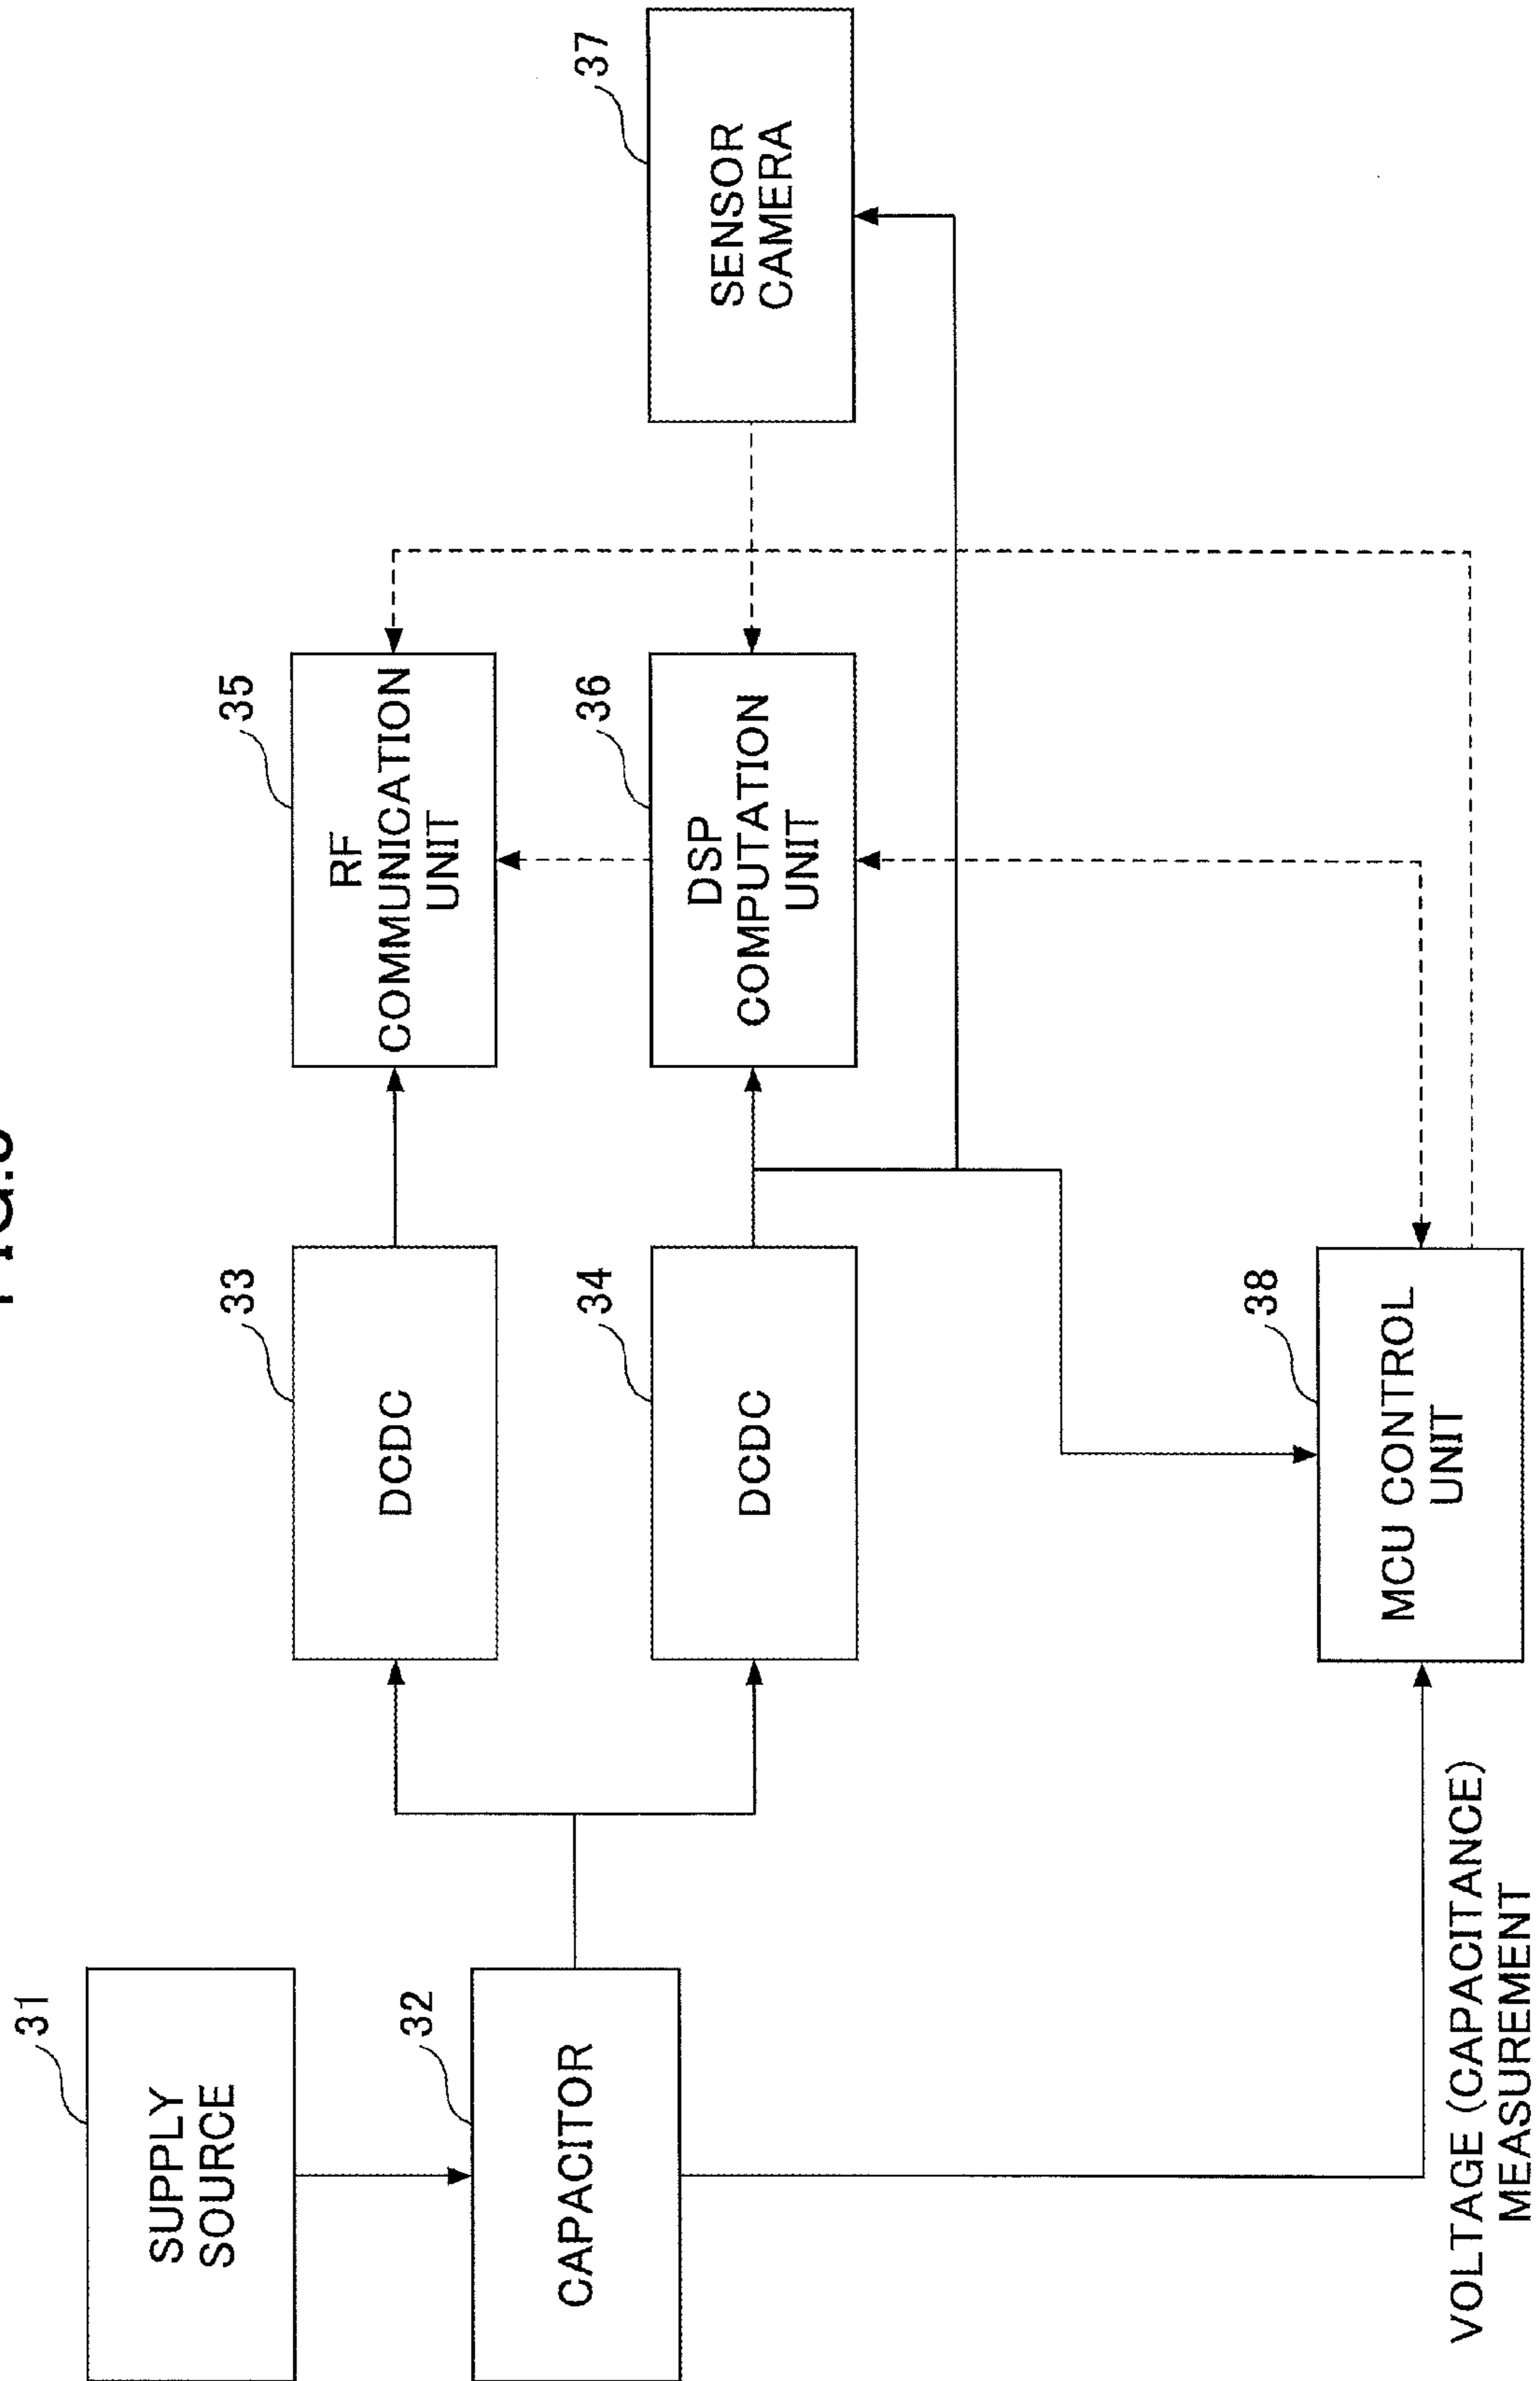 31
SUPPLY
SOURCE
32
CAPACITOR
33
DCDC
34
DCDC
35
RF
COMMUNICATION
UNIT
36
DSP
COMPUTATION
UNIT
37
SENSOR
CAMERA
38
MCU CONTROL
UNIT
VOLTAGE (CAPACITANCE)
MEASUREMENT